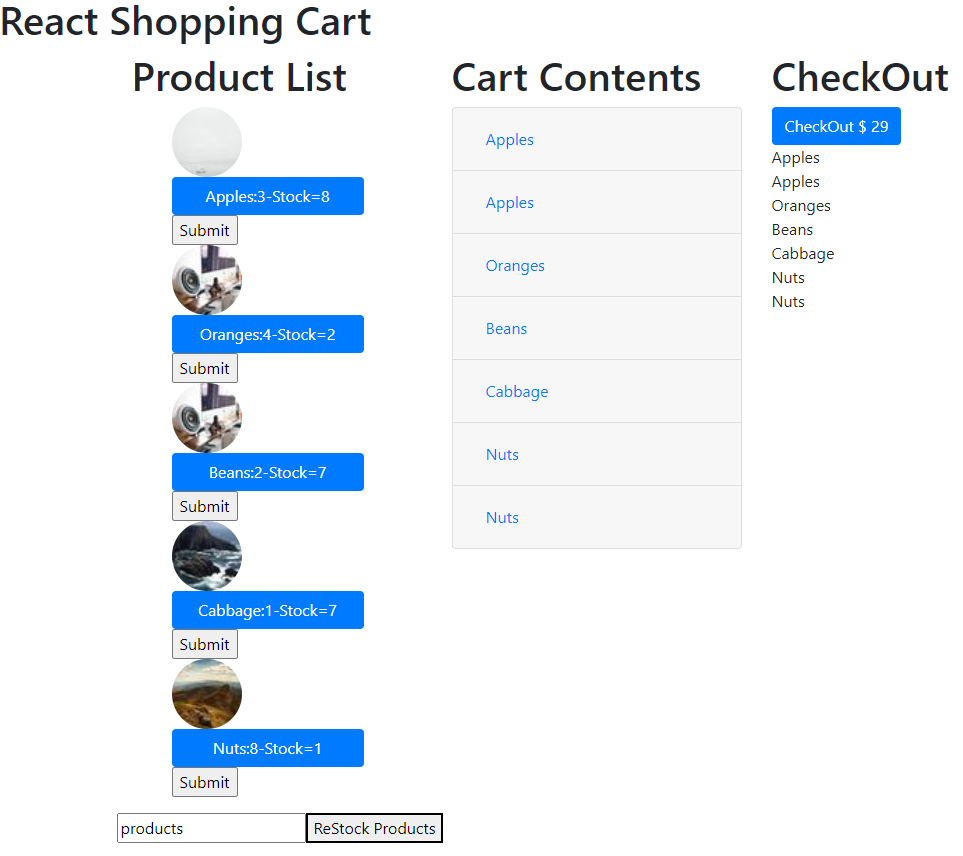 React Shopping Cart
Product List
Apples:3-Stock=8
Submit
Oranges:4-Stock=2
Submit
Beans:2-Stock=7
Submit
Cabbage:1-Stock=7
Submit
Nuts:8-Stock=1
Submit
products
ReStock Products
Cart Contents
Apples
Apples
Oranges
Beans
Cabbage
Nuts
Nuts
CheckOut
CheckOut $ 29
Apples
Apples
Oranges
Beans
Cabbage
Nuts
Nuts